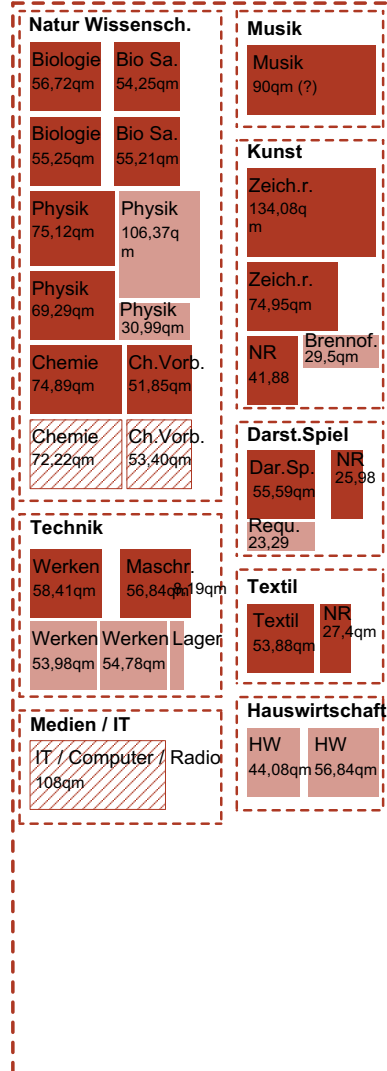 Natur Wissensch.
Biologie
56,72qm
Bio Sa.
54,25qm
Biologie
55,25qm
Bio Sa.
55,21qm
Physik
75,12qm
Physik
106,37q
m
Physik
69,29qm
Physik
30,99qm
Chemie
74,89qm
Ch.Vorb.
51,85qm
Chemie
72,22qm
Ch.Vorb.
53,40qm
Technik
Werken
58,41qm
Maschr.
56,84qm
8,19qm
Werken
53,98qm
Werken
54,78qm
Lager
Medien / IT
IT / Computer / Radio
108qm
Musik
Musik
90qm (?)
Kunst
Zeich.r.
134,08q
m
Zeich.r.
74,95qm
NR
41,88
Brennof.
29,5qm
Darst.Spiel
Dar.Sp.
55,59qm
NR
25,98
Requ.
23,29
Textil
Textil
53,88qm
NR
27,4qm
Hauswirtschaft
HW
44,08qm
HW
56,84qm